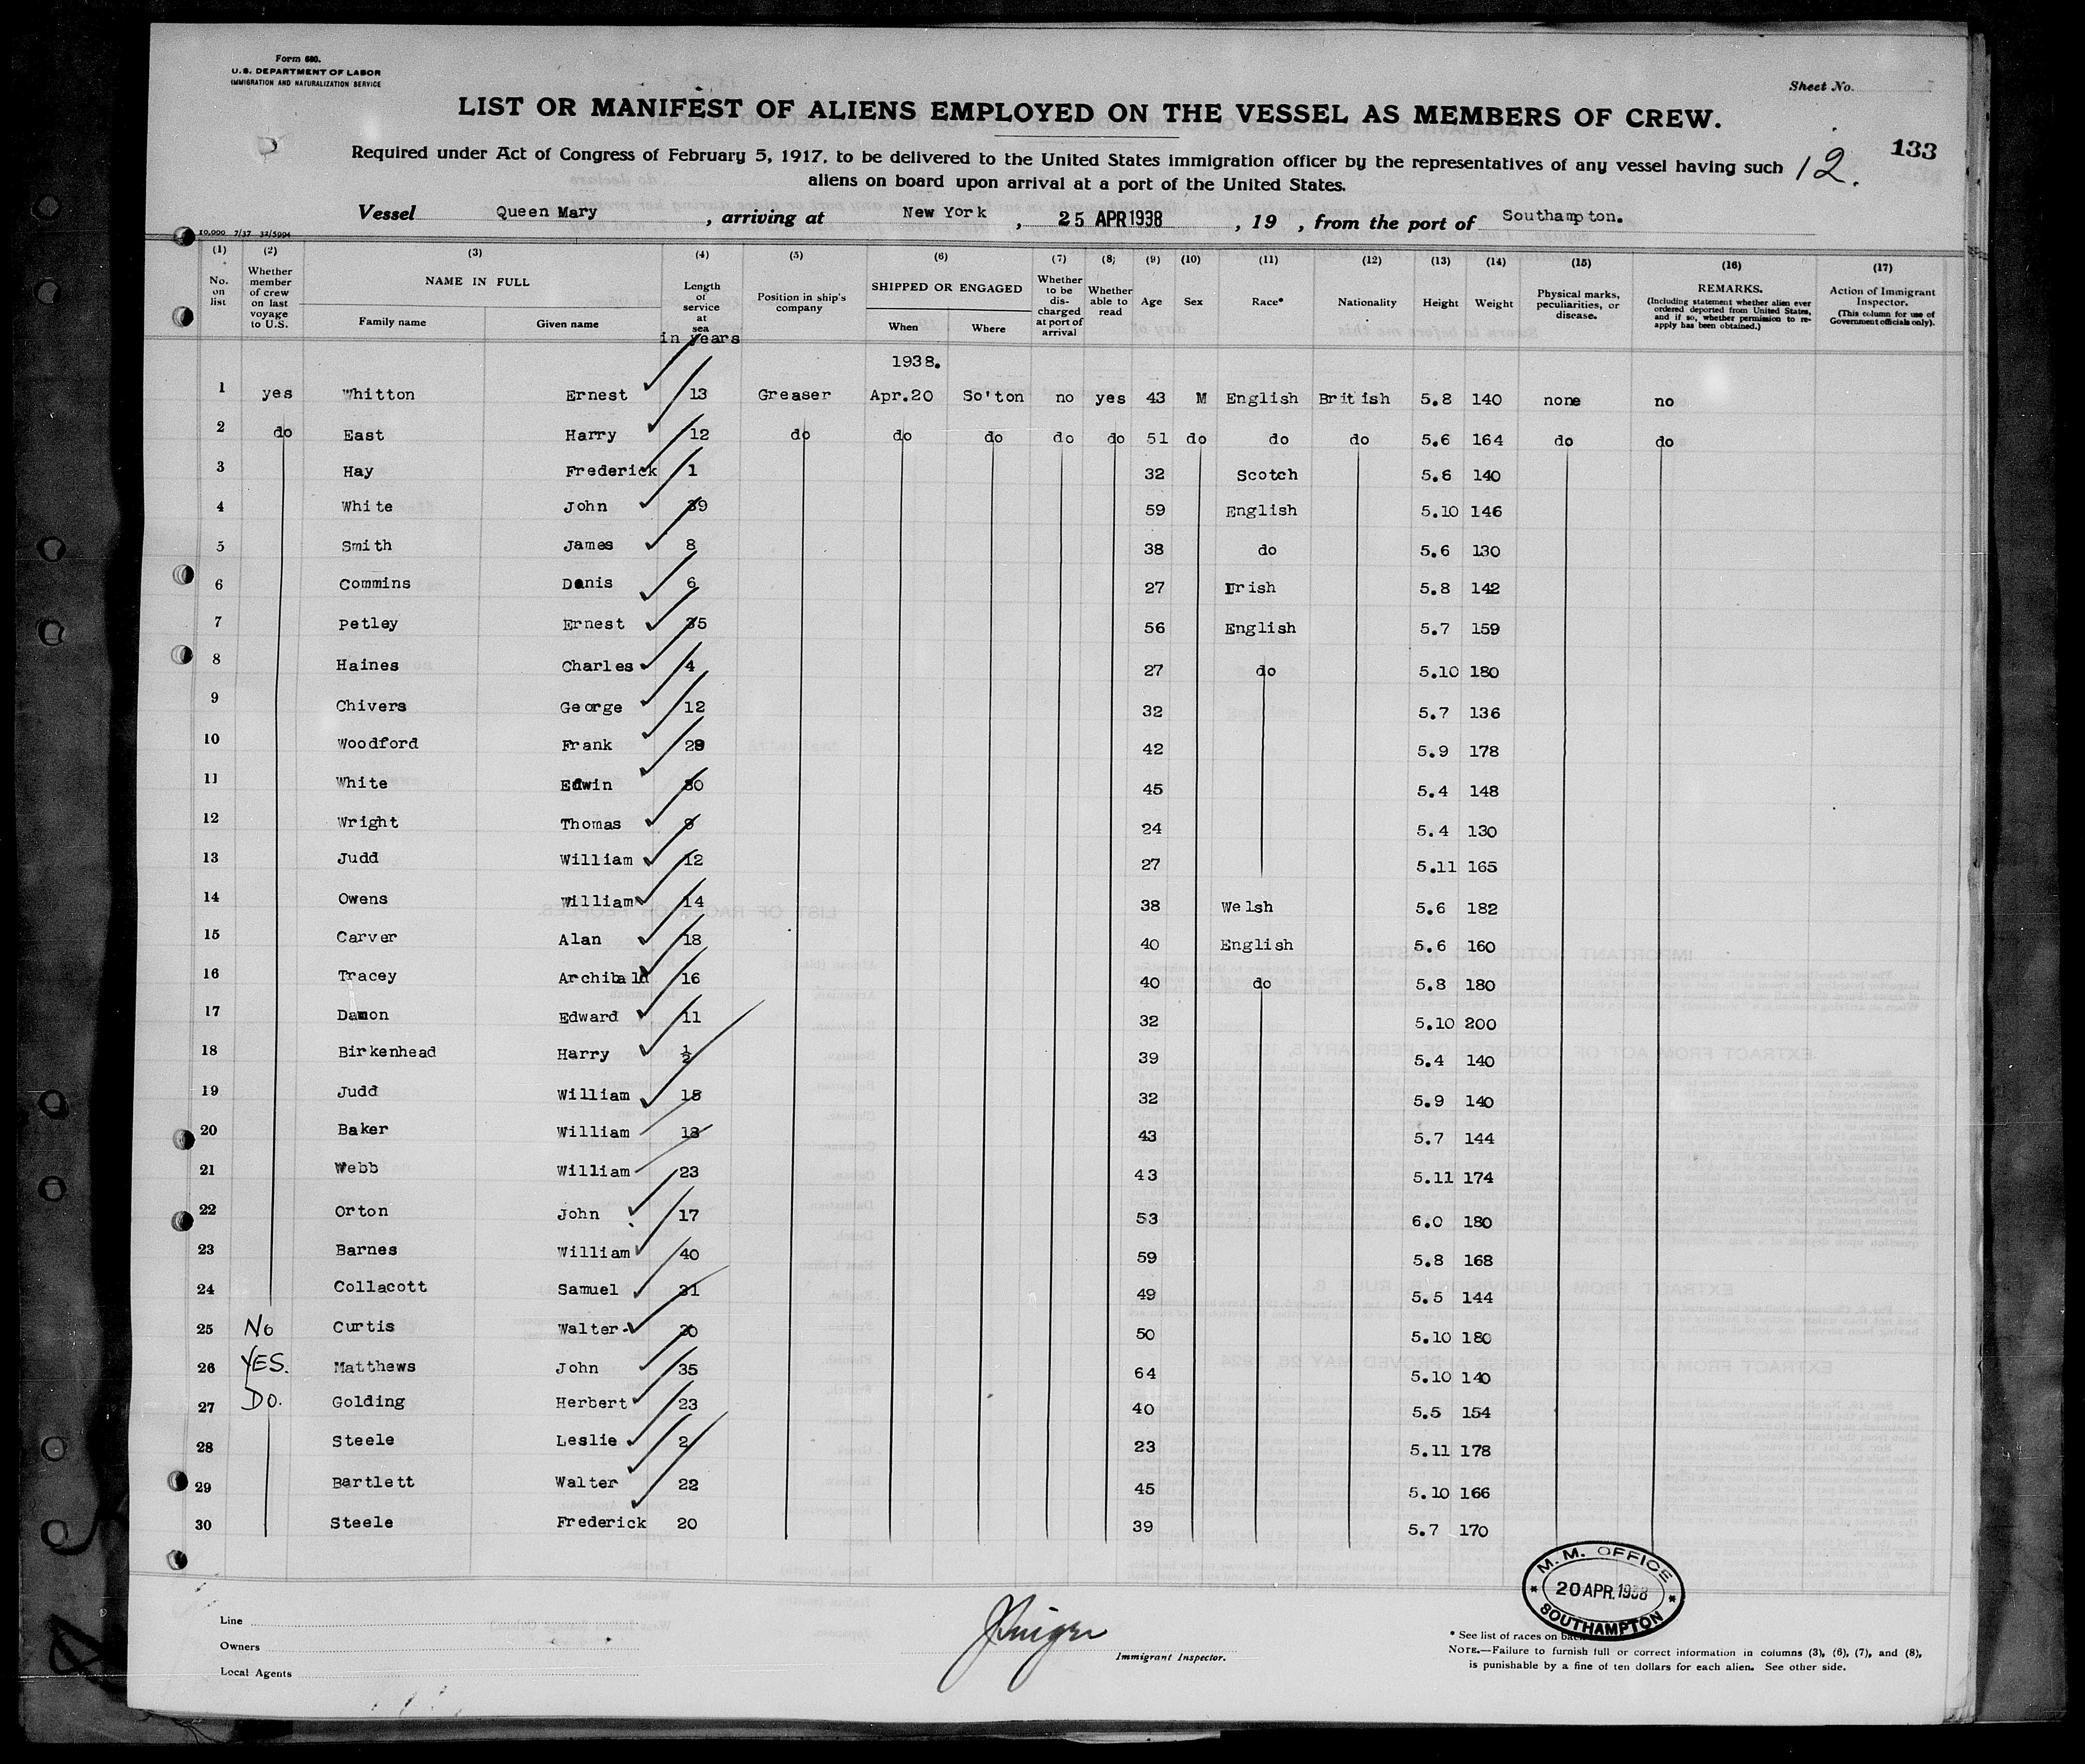 Form 680.
U.S. DEPARTMENT OF LABOR
IMMIGRATION AND NATURALIZATION SERVICE
Sheet No.
LIST OR MANIFEST OF ALIENS EMPLOYED ON THE VESSEL AS MEMBERS OF CREW.
133
Required under Act of Congress of February 5, 1917, to be delivered to the United States immigration officer by the representatives of any vessel having such
12.
aliens on board upon arrival at a port of the United States.
Vessel Queen Mary, arriving at New York, 25 APR 1938, 19 , from the port of Southampton.
10,000 7/37 32/5994
(1) (2) (3) (4) (5) (6) (7) (8) (9) (10) (11) (12) (13) (14) (15) (16) (17)
No. on list
Whether member of crew on last voyage to U.S.
NAME IN FULL
Family name
Given name
Length of service at sea
in years
Position in ship's company
SHIPPED OR ENGAGED
When
Where
Whether to be discharged at port of arrival
Whether able to read
Age
Sex
Race*
Nationality
Height
Weight
Physical marks, peculiarities, or disease.
REMARKS.
(Including statement whether alien ever ordered deported from United States, and if so, whether permission to re-apply has been obtained.)
Action of Immigrant Inspector.
(This column for use of Government officials only).
1938.
1 yes Whitton Ernest 13 Greaser Apr.20 So'ton no yes 43 M English British 5.8 140 none no
2 do East Harry 12 do do do do do 51 do do do 5.6 164 do do
3 Hay Frederick 1 32 Scotch 5.6 140
4 White John 39 59 English 5.10 146
5 Smith James 8 38 do 5.6 130
6 Commins Denis 6 27 Irish 5.8 142
7 Petley Ernest 35 56 English 5.7 159
8 Haines Charles 4 27 do 5.10 180
9 Chivers George 12 32 5.7 136
10 Woodford Frank 42 5.9 178
11 White Edwin 30 45 5.4 148
12 Wright Thomas 9 24 5.4 130
13 Judd William 12 27 5.11 165
14 Owens William 14 38 Welsh 5.6 182
15 Carver Alan 18 40 English 5.6 160
16 Tracey Archibald 16 40 do 5.8 180
17 Damon Edward 11 32 5.10 200
18 Birkenhead Harry ½ 39 5.4 140
19 Judd William 18 32 5.9 140
20 Baker William 18 43 5.7 144
21 Webb William 23 43 5.11 174
22 Orton John 17 53 6.0 180
23 Barnes William 40 59 5.8 168
24 Collacott Samuel 31 49 5.5 144
25 No Curtis Walter 20 50 5.10 180
26 YES. Matthews John 35 64 5.10 140
27 Do. Golding Herbert 23 40 5.5 154
28 Steele Leslie 2 23 5.11 178
29 Bartlett Walter 22 45 5.10 166
30 Steele Frederick 20 39 5.7 170
M. M. OFFICE
20 APR. 1938
SOUTHAMPTON
Line
Owners
Local Agents
Immigrant Inspector.
* See list of races on back
NOTE.—Failure to furnish full or correct information in columns (3), (6), (7), and (8),
is punishable by a fine of ten dollars for each alien. See other side.